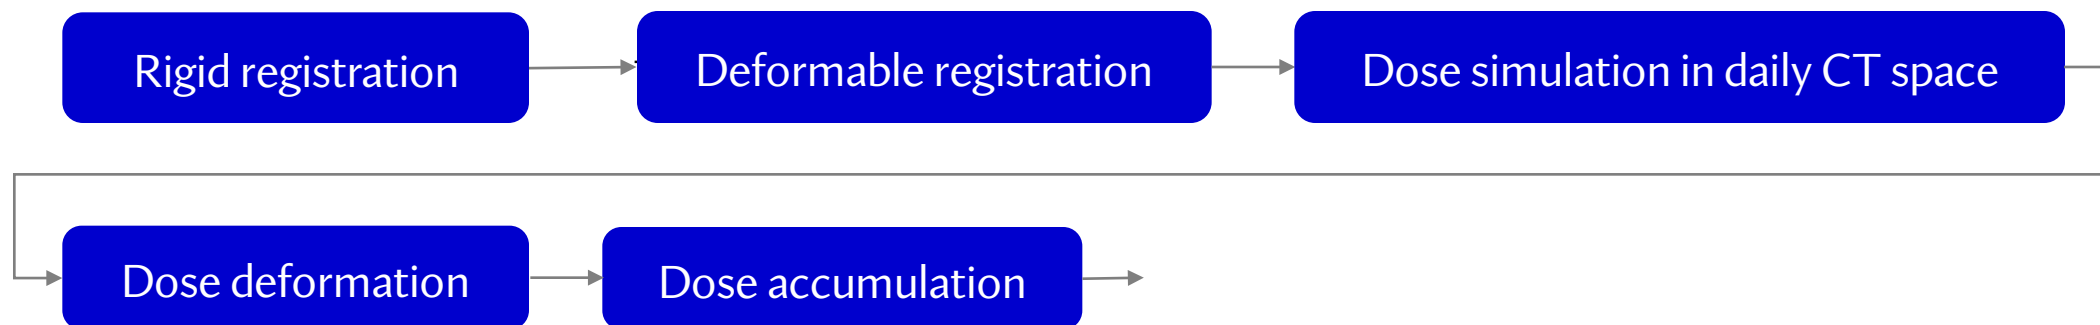 Rigid registration
Deformable registration
Dose simulation in daily CT space
Dose deformation
Dose accumulation